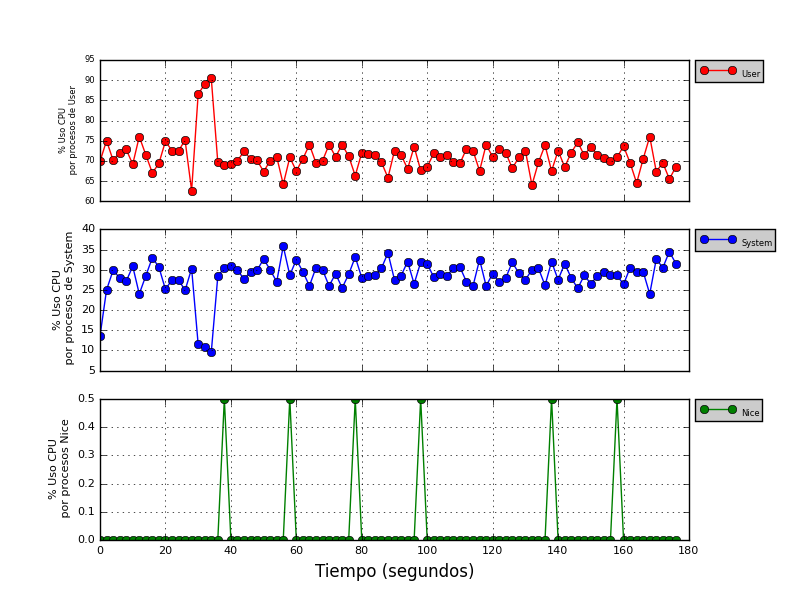 95
90
85
80
75
70
65
60
% Uso CPU
por procesos de User
User
40
35
30
25
20
15
10
5
% Uso CPU
por procesos de System
System
0.5
0.4
0.3
0.2
0.1
0.0
% Uso CPU
por procesos Nice
Nice
0 20 40 60 80 100 120 140 160 180
Tiempo (segundos)